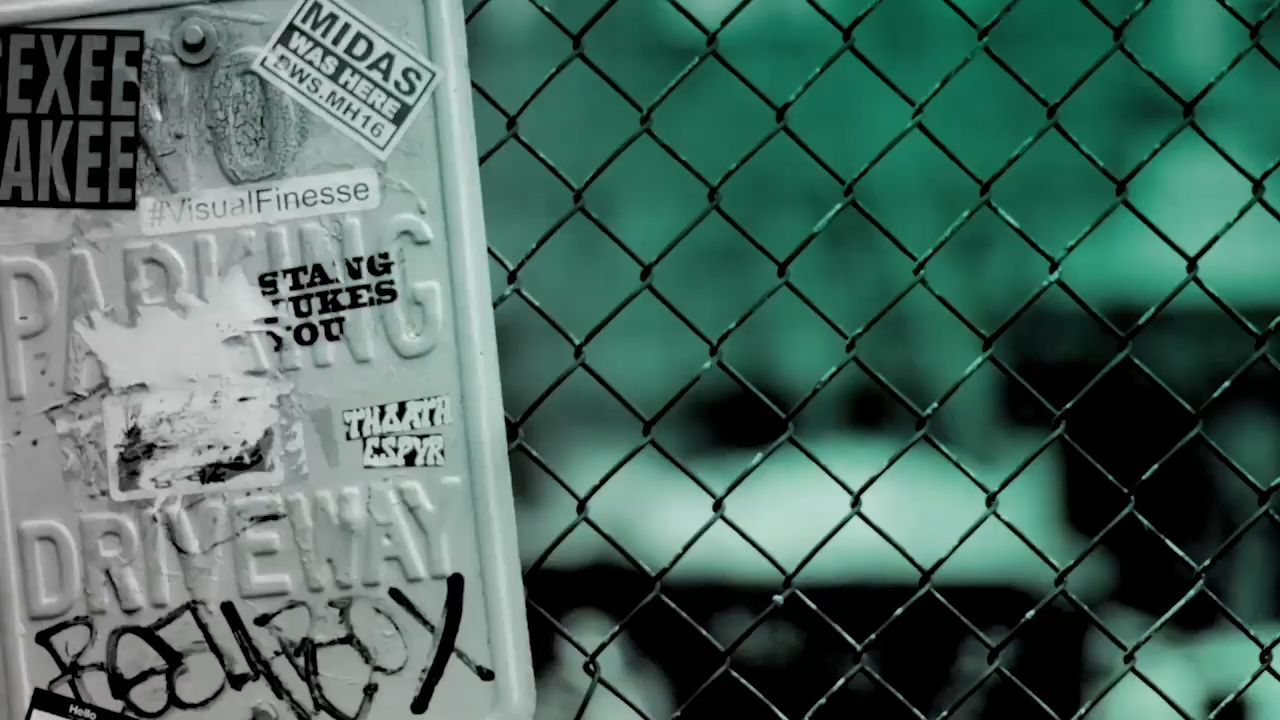 EXEE
AKEE
MIDAS
WAS HERE
DWS.MH16
#VisualFinesse
PARKING
STANG
YOU
DRIVEWAY
Hello